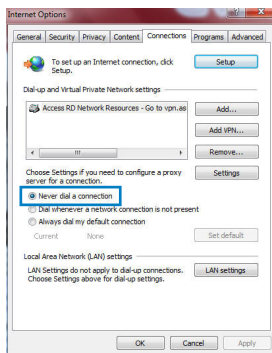 Internet Options
General Security Privacy Content Connections Programs Advanced
To set up an Internet connection, click
Setup.
Setup
Dial-up and Virtual Private Network settings
Access RD Network Resources - Go to vpn.as
Add...
Add VPN...
Remove...
Choose Settings if you need to configure a proxy
server for a connection.
Settings
Never dial a connection
Dial whenever a network connection is not present
Always dial my default connection
Current None
Set default
Local Area Network (LAN) settings
LAN Settings do not apply to dial-up connections.
Choose Settings above for dial-up settings.
LAN settings
OK Cancel Apply